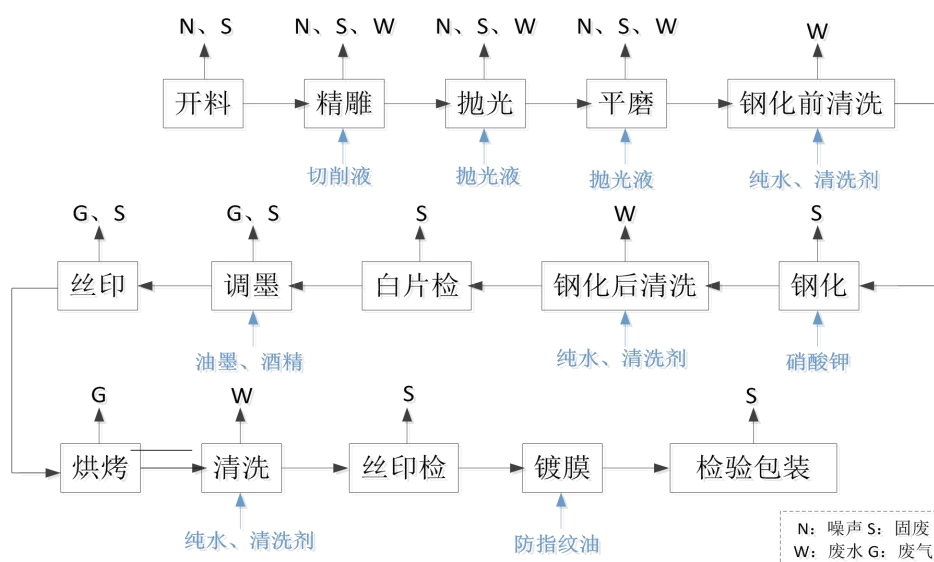 N、S
N、S、W
N、S、W
N、S、W
W
开料
精雕
抛光
平磨
钢化前清洗
切削液
抛光液
抛光液
纯水、清洗剂
G、S
G、S
S
W
S
丝印
调墨
白片检
钢化后清洗
钢化
油墨、酒精
纯水、清洗剂
硝酸钾
G
W
S
S
烘烤
清洗
丝印检
镀膜
检验包装
纯水、清洗剂
防指纹油
N：噪声 S：固废
W：废水 G：废气